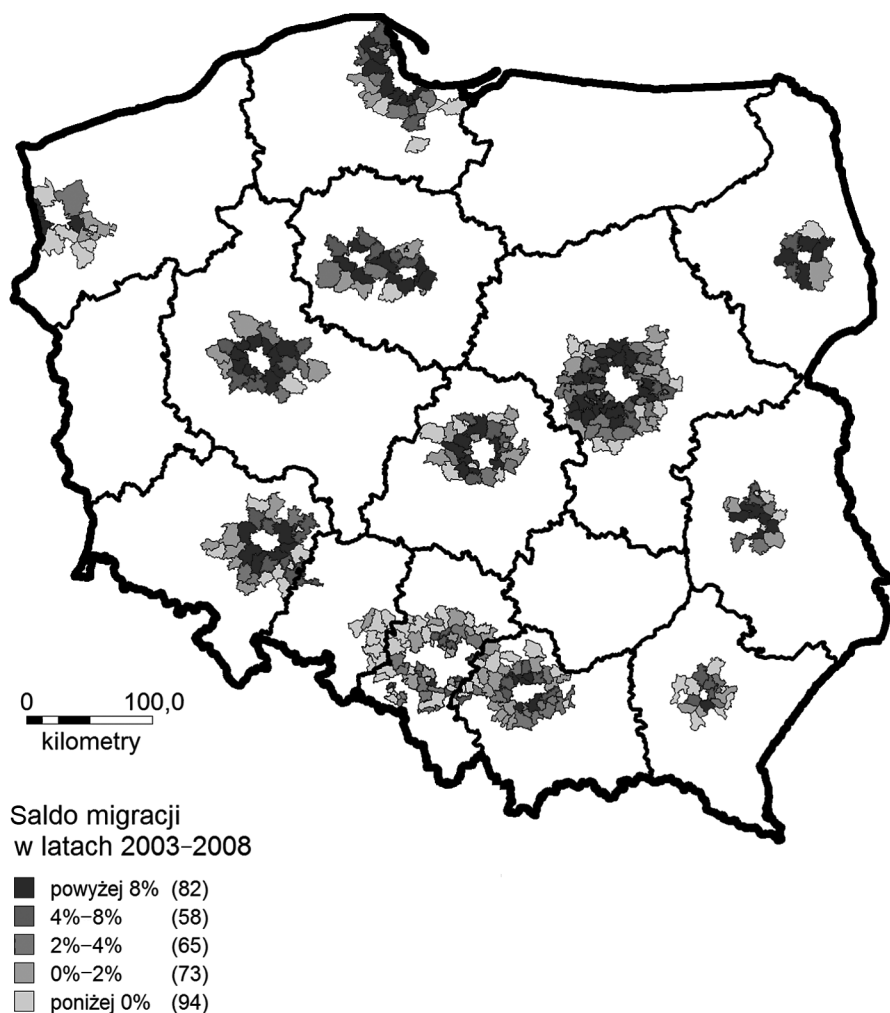 0 100,0
kilometry
Saldo migracji
w latach 2003–2008
powyżej 8% (82)
4%–8% (58)
2%–4% (65)
0%–2% (73)
poniżej 0% (94)